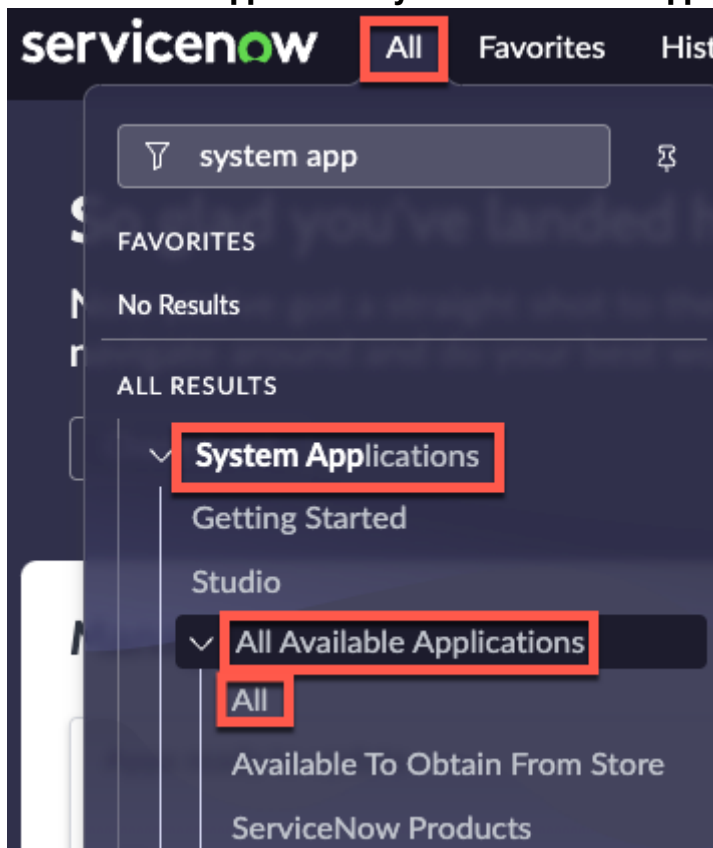 servicenow All Favorites Hist
system app
FAVORITES
No Results
ALL RESULTS
System Applications
Getting Started
Studio
All Available Applications
All
Available To Obtain From Store
ServiceNow Products